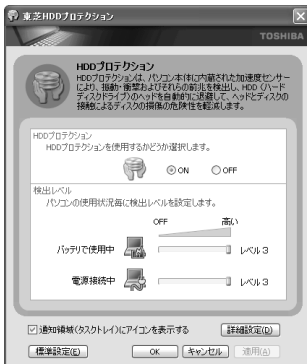 東芝HDDプロテクション
TOSHIBA
HDDプロテクション
HDDプロテクションは、パソコン本体に内蔵された加速度センサー
により、振動・衝撃およびそれらの前兆を検出し、HDD（ハード
ディスクドライブ）のヘッドを自動的に退避して、ヘッドとディスクの
接触によるディスクの損傷の危険性を軽減します。
HDDプロテクション
HDDプロテクションを使用するかどうか選択します。
ON OFF
検出レベル
パソコンの使用状況毎に検出レベルを設定します。
OFF 高い
バッテリで使用中 レベル 3
電源接続中 レベル 3
通知領域(タスクトレイ)にアイコンを表示する 詳細設定(D)
標準設定(E) OK キャンセル 適用(A)